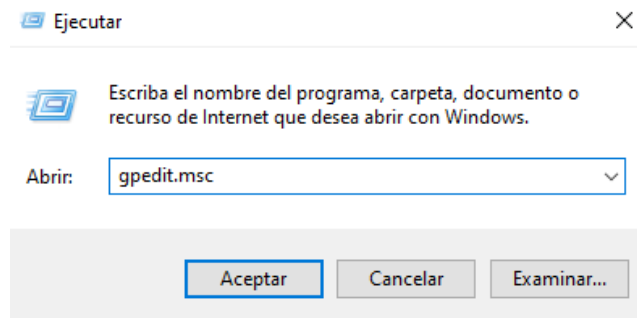 Ejecutar
Escriba el nombre del programa, carpeta, documento o
recurso de Internet que desea abrir con Windows.
Abrir:
gpedit.msc
Aceptar
Cancelar
Examinar...